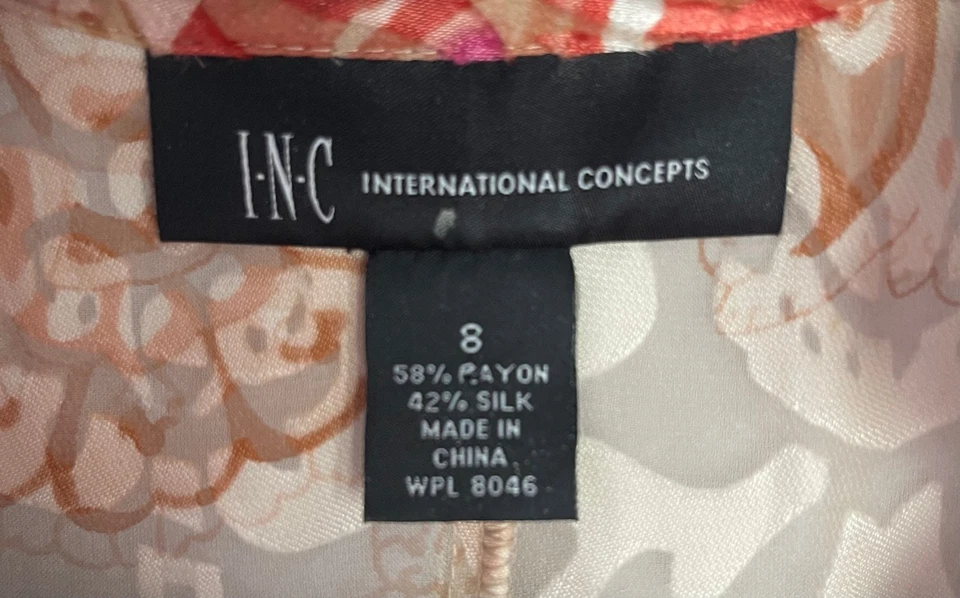 I·N·C INTERNATIONAL CONCEPTS
8
58% RAYON
42% SILK
MADE IN
CHINA
WPL 8046